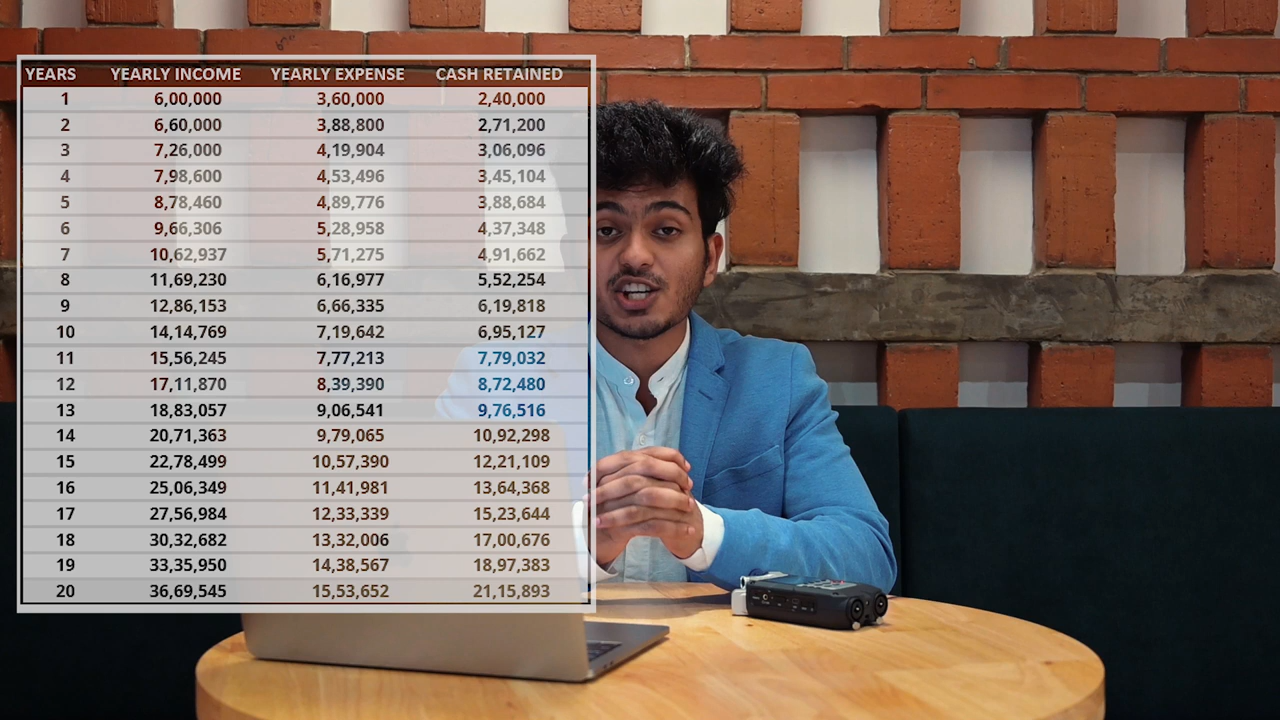 YEARS YEARLY INCOME YEARLY EXPENSE CASH RETAINED
1 6,00,000 3,60,000 2,40,000
2 6,60,000 3,88,800 2,71,200
3 7,26,000 4,19,904 3,06,096
4 7,98,600 4,53,496 3,45,104
5 8,78,460 4,89,776 3,88,684
6 9,66,306 5,28,958 4,37,348
7 10,62,937 5,71,275 4,91,662
8 11,69,230 6,16,977 5,52,254
9 12,86,153 6,66,335 6,19,818
10 14,14,769 7,19,642 6,95,127
11 15,56,245 7,77,213 7,79,032
12 17,11,870 8,39,390 8,72,480
13 18,83,057 9,06,541 9,76,516
14 20,71,363 9,79,065 10,92,298
15 22,78,499 10,57,390 12,21,109
16 25,06,349 11,41,981 13,64,368
17 27,56,984 12,33,339 15,23,644
18 30,32,682 13,32,006 17,00,676
19 33,35,950 14,38,567 18,97,383
20 36,69,545 15,53,652 21,15,893